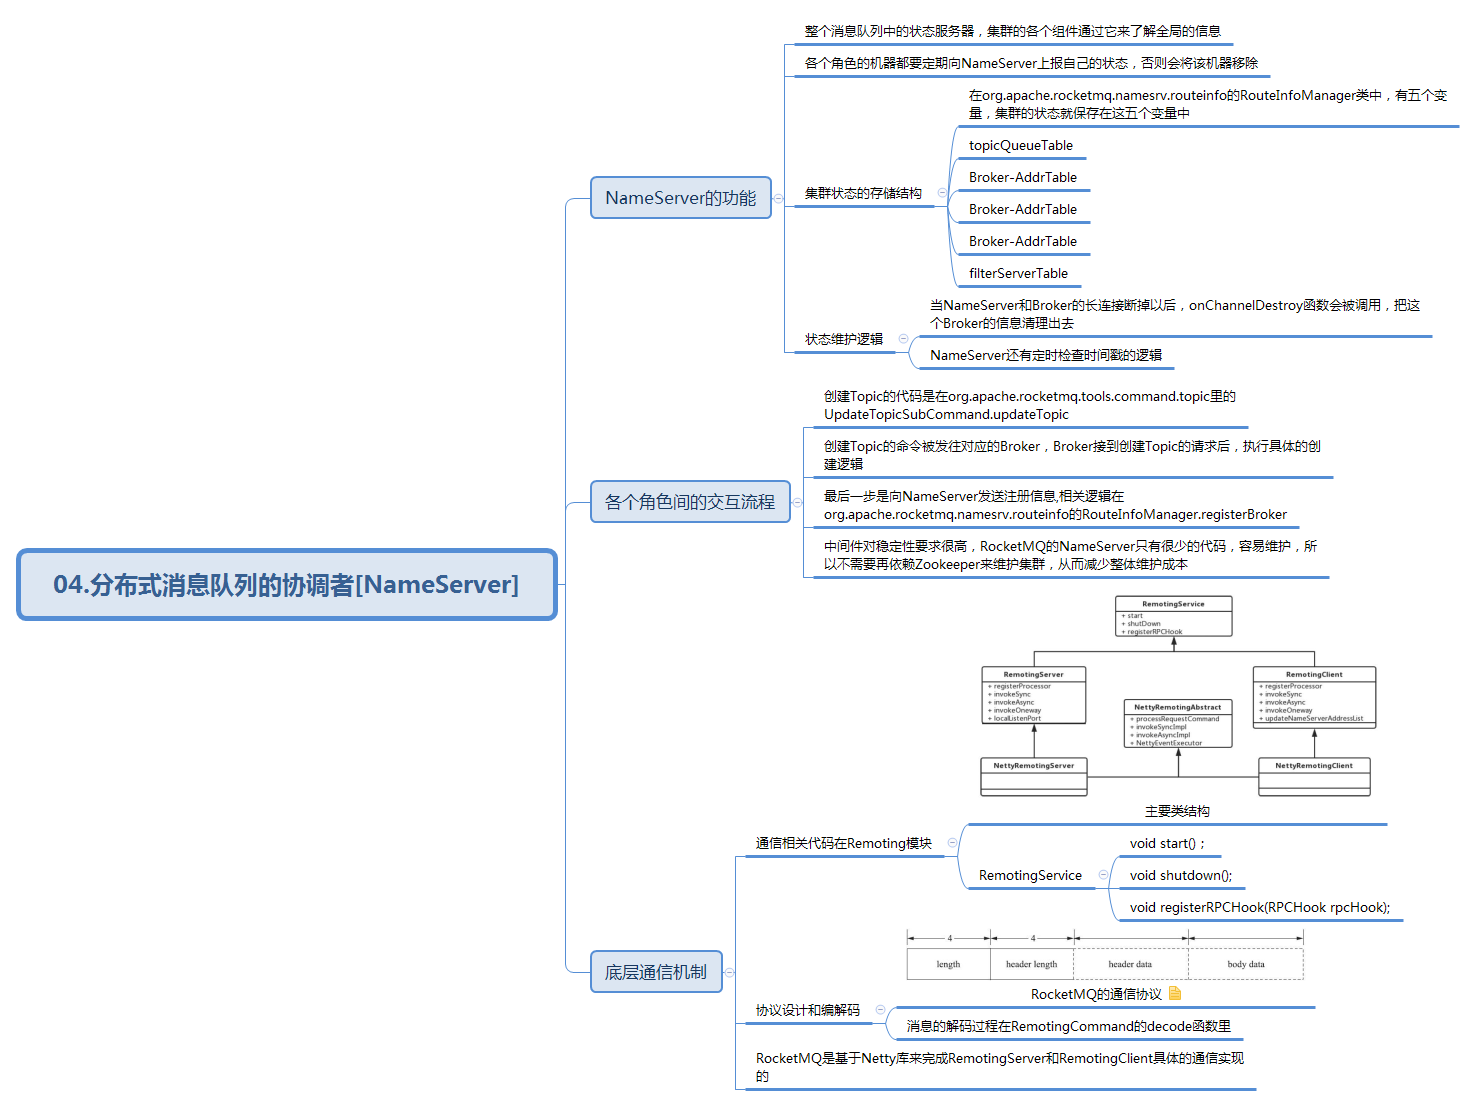 整个消息队列中的状态服务器，集群的各个组件通过它来了解全局的信息
各个角色的机器都要定期向NameServer上报自己的状态，否则会将该机器移除
在org.apache.rocketmq.namesrv.routeinfo的RouteInfoManager类中，有五个变
量，集群的状态就保存在这五个变量中
topicQueueTable
Broker-AddrTable
NameServer的功能
集群状态的存储结构
Broker-AddrTable
Broker-AddrTable
filterServerTable
当NameServer和Broker的长连接断掉以后，onChannelDestroy函数会被调用，把这
个Broker的信息清理出去
状态维护逻辑
NameServer还有定时检查时间戳的逻辑
创建Topic的代码是在org.apache.rocketmq.tools.command.topic里的
UpdateTopicSubCommand.updateTopic
创建Topic的命令被发往对应的Broker，Broker接到创建Topic的请求后，执行具体的创
建逻辑
各个角色间的交互流程
最后一步是向NameServer发送注册信息,相关逻辑在
org.apache.rocketmq.namesrv.routeinfo的RouteInfoManager.registerBroker
中间件对稳定性要求很高，RocketMQ的NameServer只有很少的代码，容易维护，所
以不需要再依赖Zookeeper来维护集群，从而减少整体维护成本
04.分布式消息队列的协调者[NameServer]
RemotingService
+ start
+ shutDown
+ registerRPCHook
RemotingServer
+ registerProcessor
+ invokeSync
+ invokeAsync
+ invokeOneway
+ localListenPort
NettyRemotingAbstract
+ processRequestCommand
+ invokeSyncImpl
+ invokeAsyncImpl
+ NettyEventExecutor
RemotingClient
+ registerProcessor
+ invokeSync
+ invokeAsync
+ invokeOneway
+ updateNameServerAddressList
NettyRemotingServer
NettyRemotingClient
主要类结构
通信相关代码在Remoting模块
void start()；
RemotingService
void shutdown();
void registerRPCHook(RPCHook rpcHook);
底层通信机制
4
4
length
header length
header data
body data
RocketMQ的通信协议
协议设计和编解码
消息的解码过程在RemotingCommand的decode函数里
RocketMQ是基于Netty库来完成RemotingServer和RemotingClient具体的通信实现
的